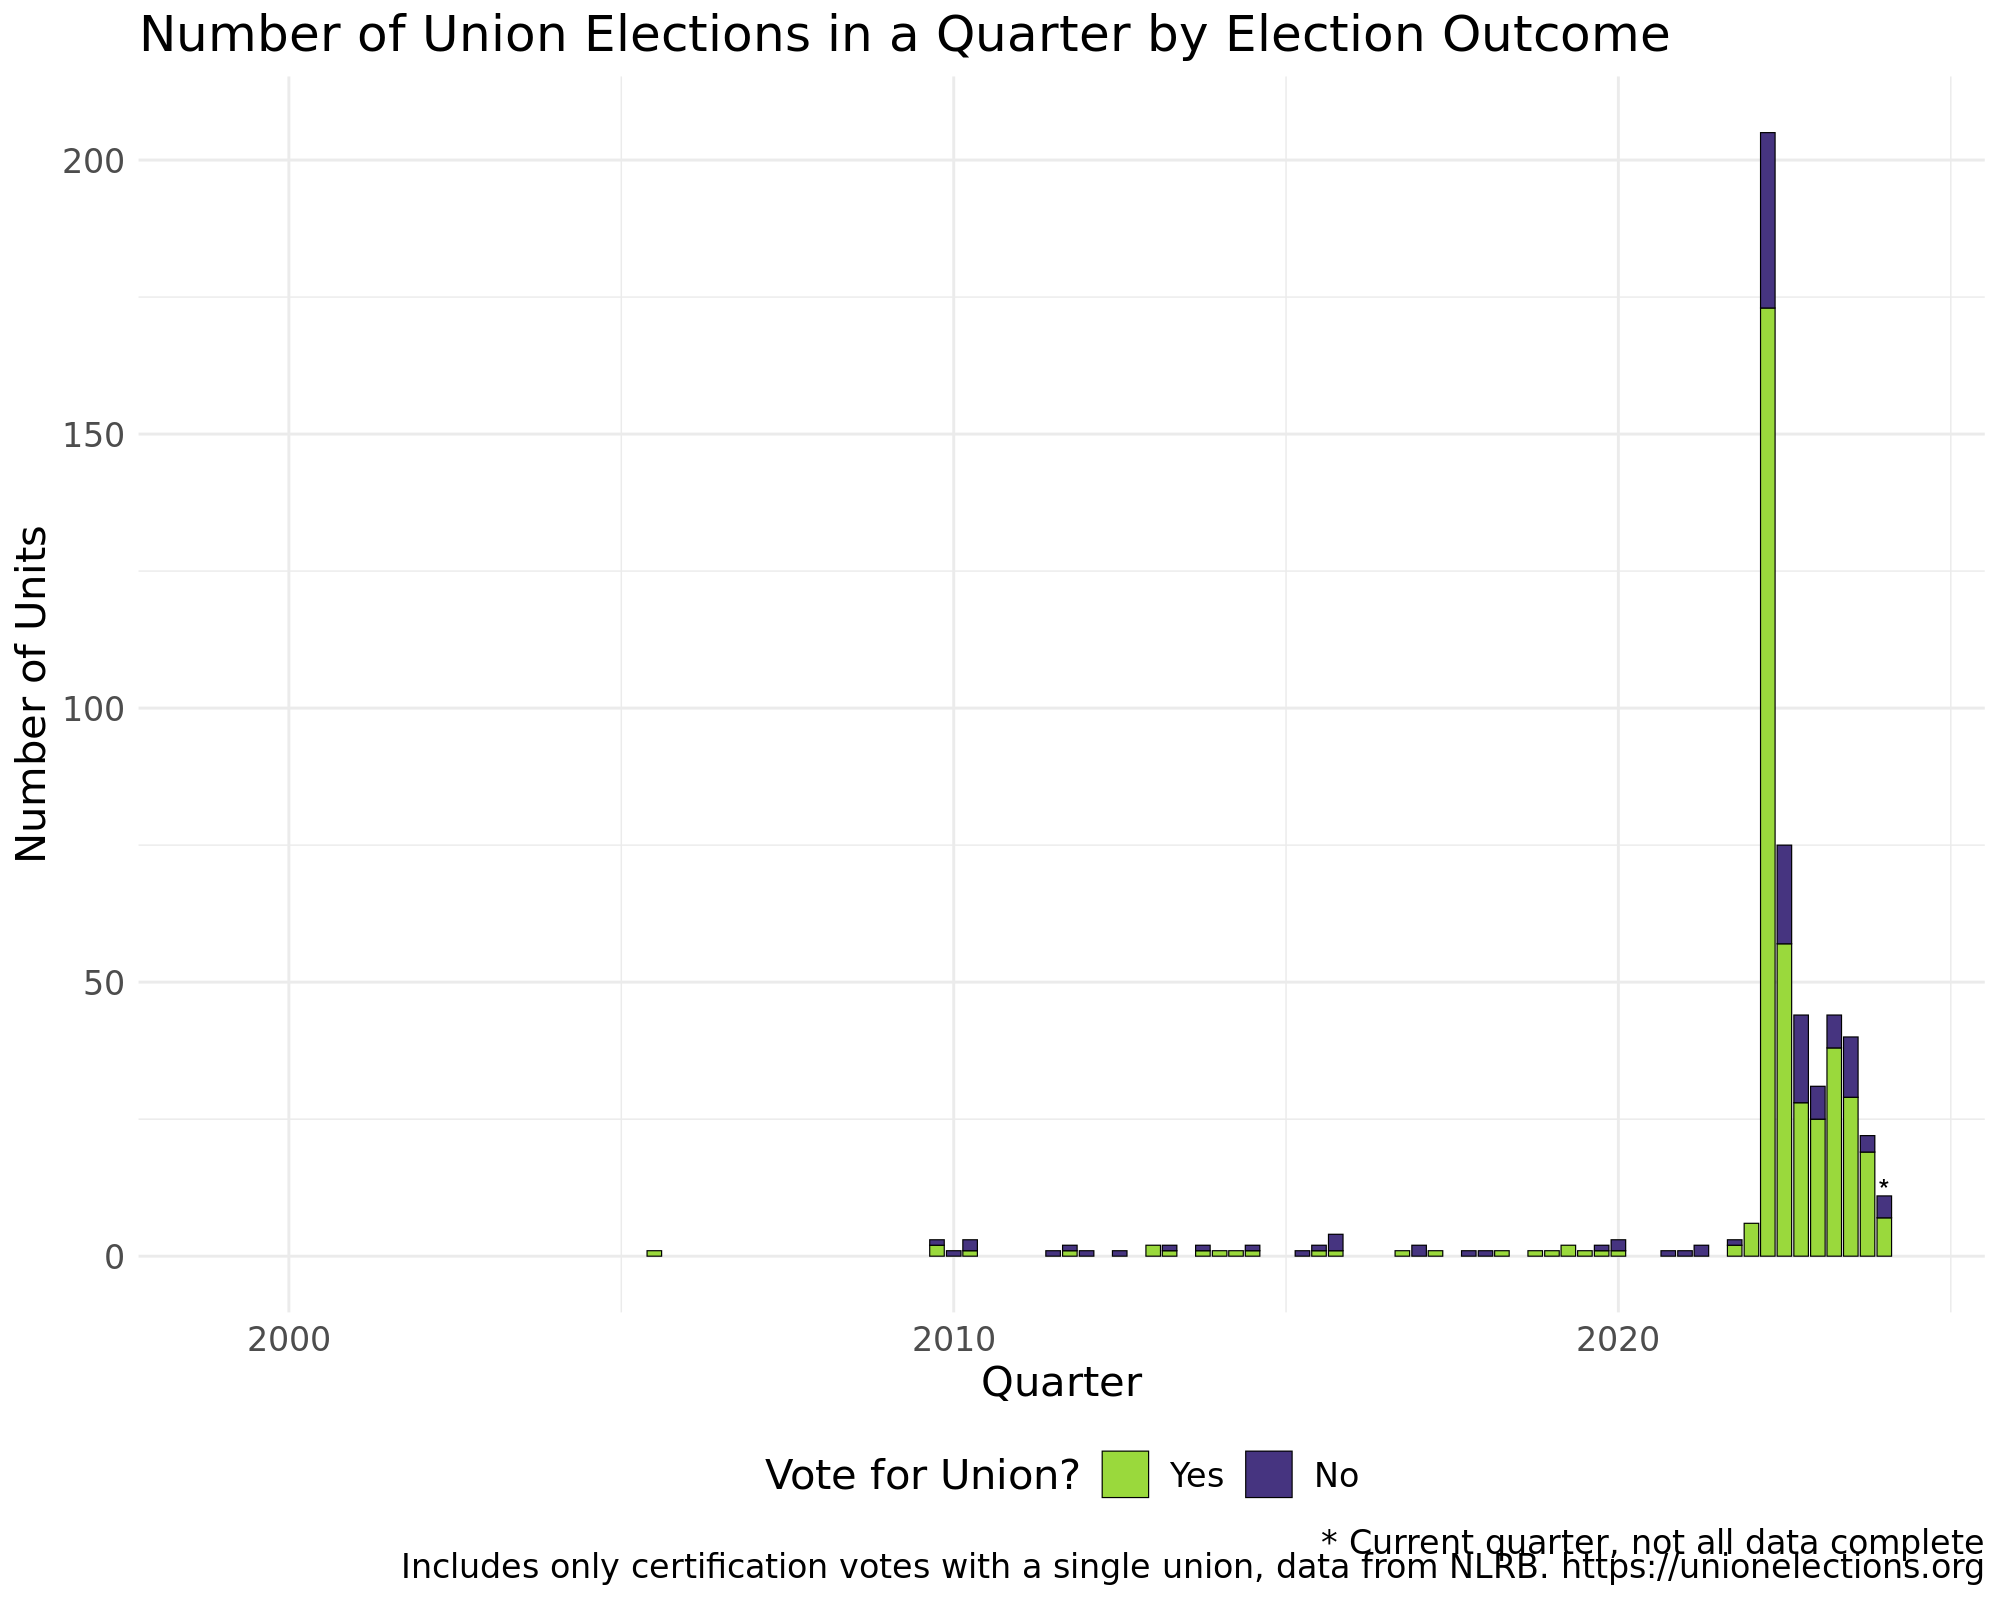 Number of Union Elections in a Quarter by Election Outcome
Number of Units
200
150
100
50
0
*
2000 2010 2020
Quarter
Vote for Union? Yes No
* Current quarter, not all data complete
Includes only certification votes with a single union, data from NLRB. https://unionelections.org